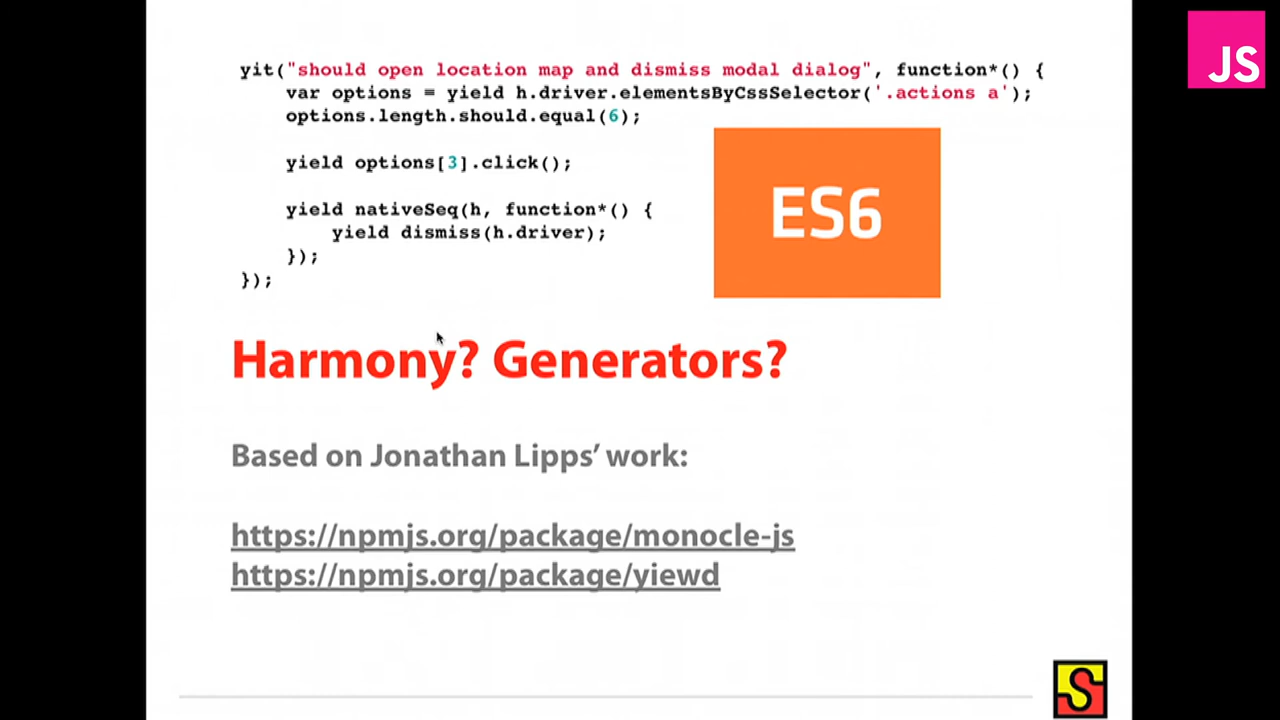 JS
yit("should open location map and dismiss modal dialog", function*() {
var options = yield h.driver.elementsByCssSelector('.actions a');
options.length.should.equal(6);
yield options[3].click();
ES6
yield nativeSeq(h, function*() {
yield dismiss(h.driver);
});
});
Harmony? Generators?
Based on Jonathan Lipps’ work:
https://npmjs.org/package/monocle-js
https://npmjs.org/package/yiewd
S